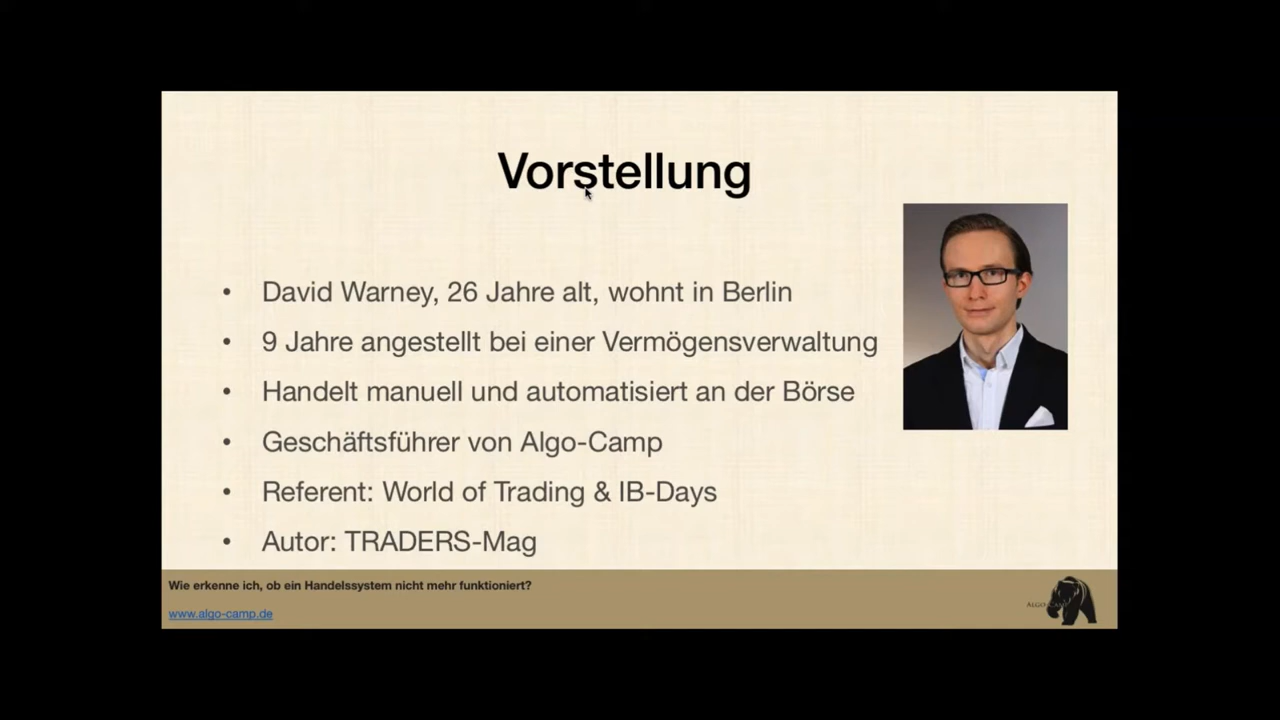 Vorstellung
• David Warney, 26 Jahre alt, wohnt in Berlin
• 9 Jahre angestellt bei einer Vermögensverwaltung
• Handelt manuell und automatisiert an der Börse
• Geschäftsführer von Algo-Camp
• Referent: World of Trading & IB-Days
• Autor: TRADERS-Mag
Wie erkenne ich, ob ein Handelssystem nicht mehr funktioniert?
www.algo-camp.de